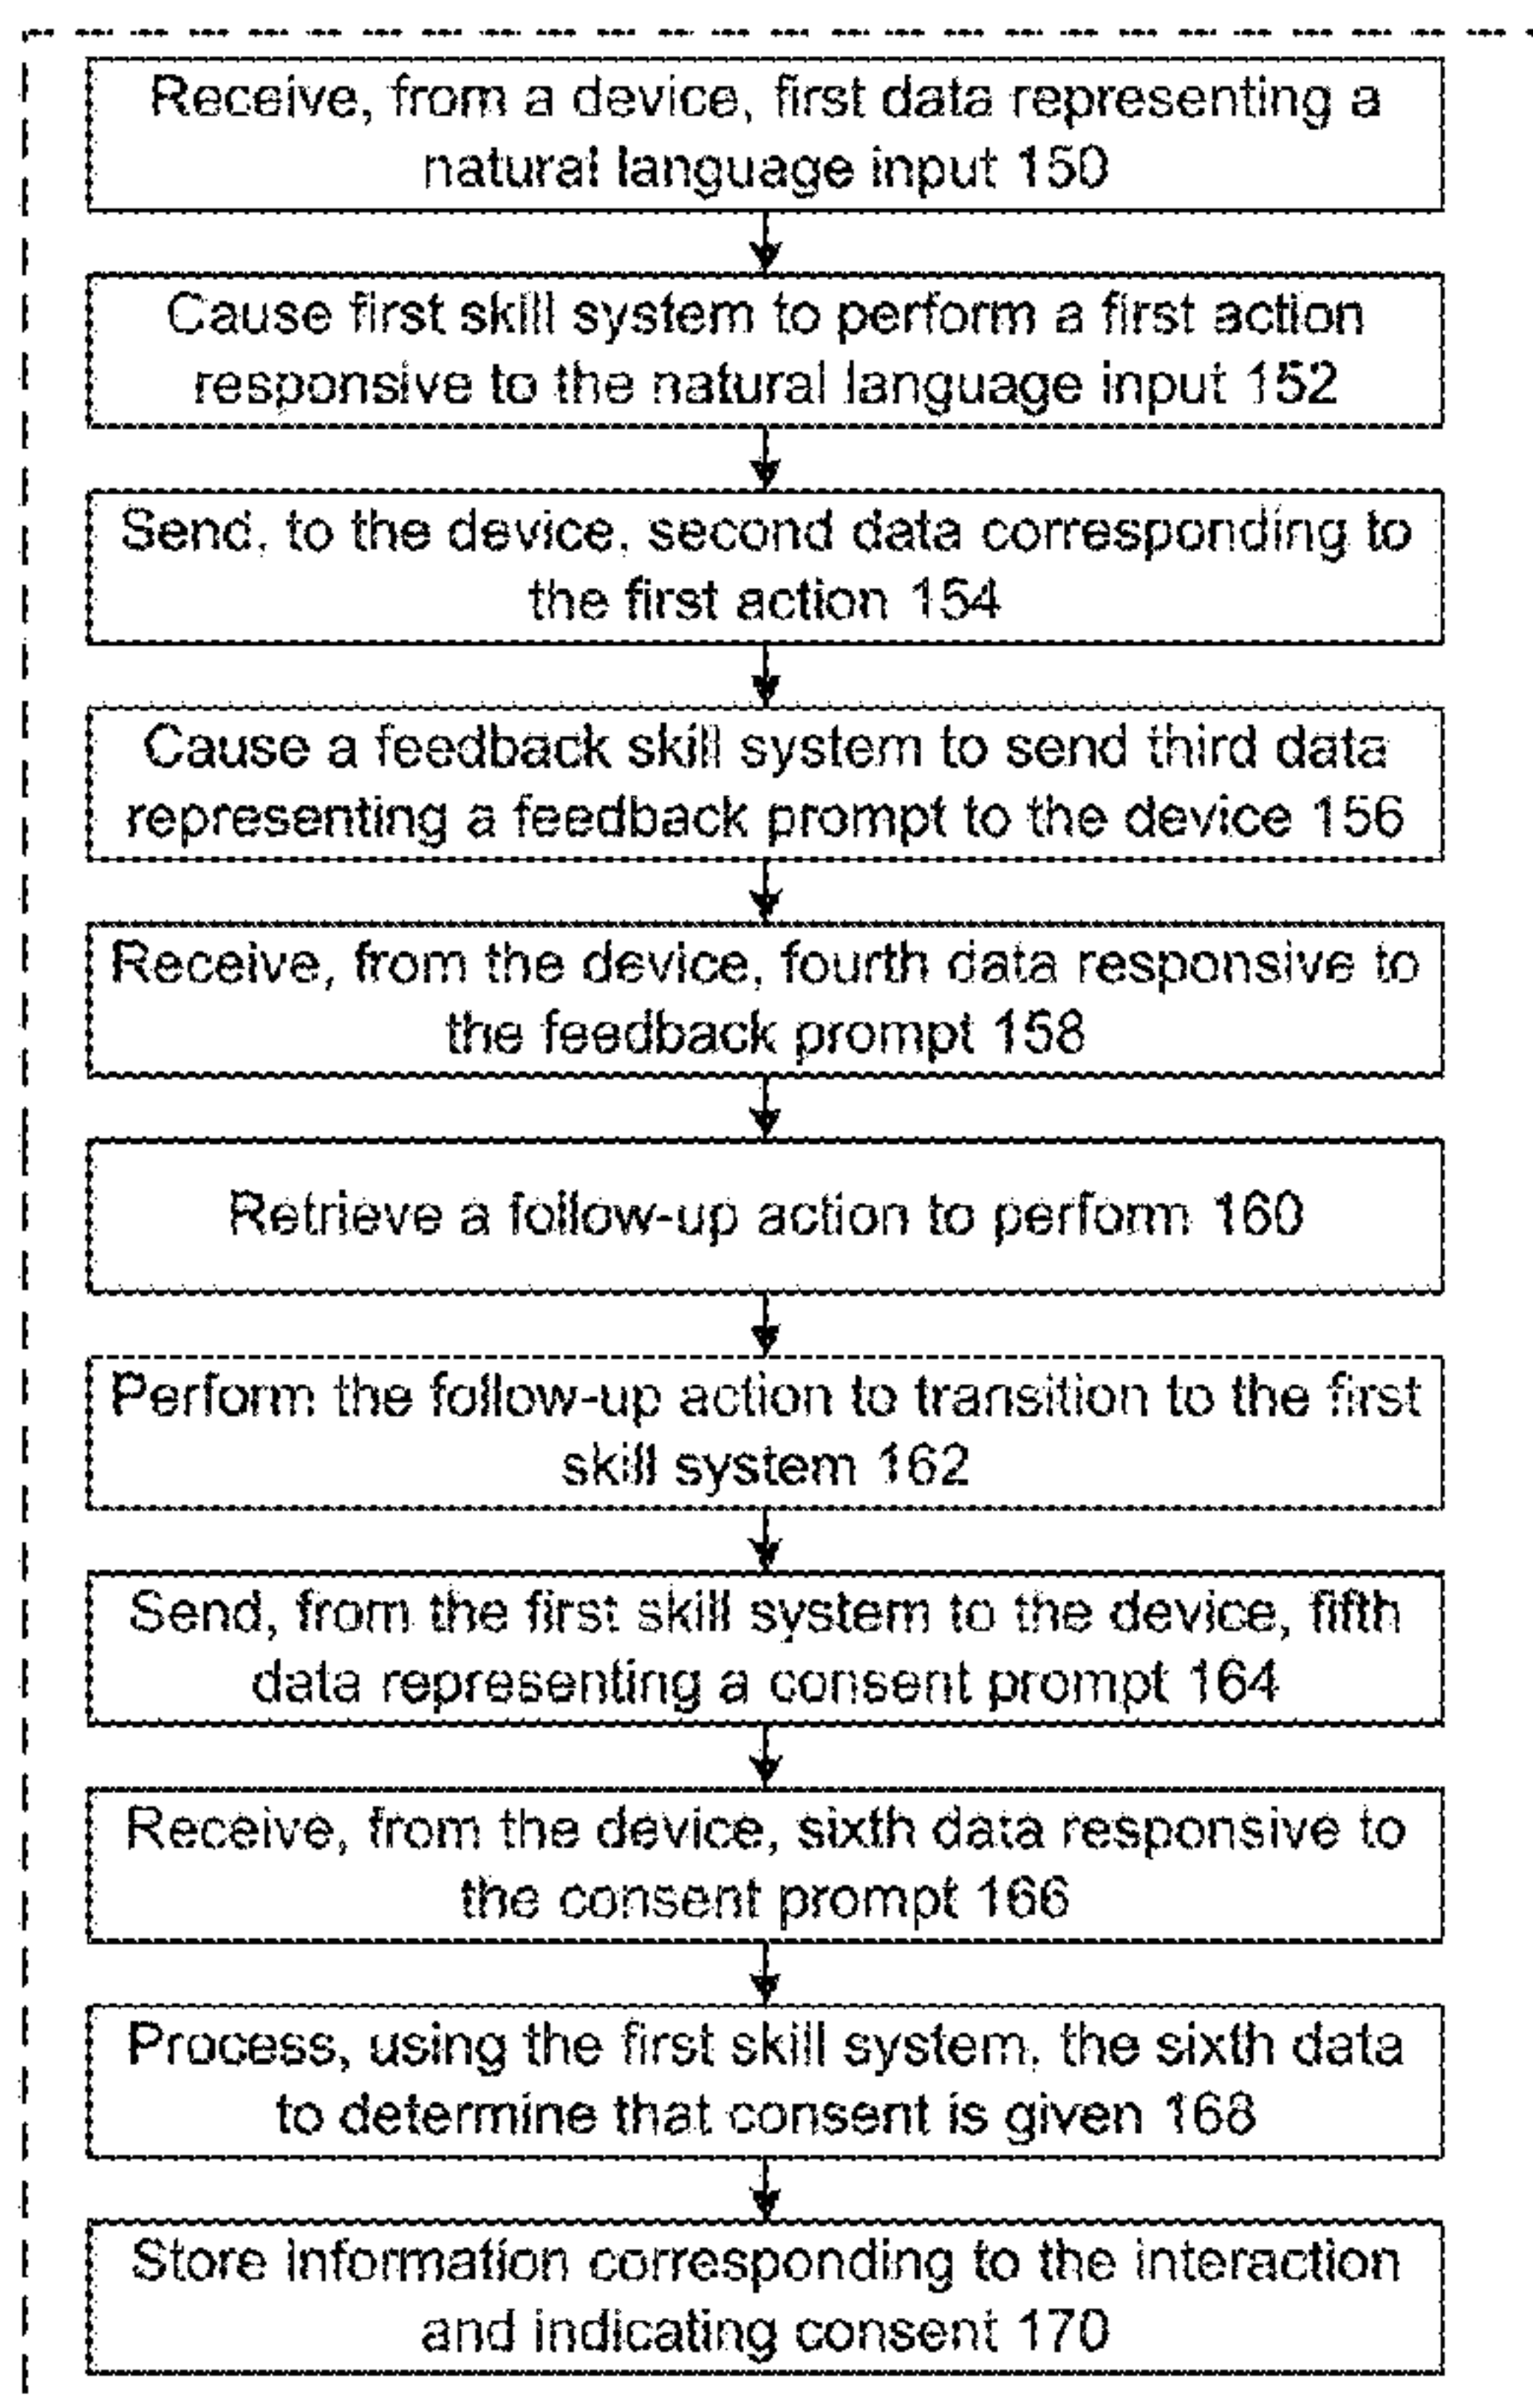 Receive, from a device, first data representing a
natural language input 150
Cause first skill system to perform a first action
responsive to the natural language input 152
Send, to the device, second data corresponding to
the first action 154
Cause a feedback skill system to send third data
representing a feedback prompt to the device 156
Receive, from the device, fourth data responsive to
the feedback prompt 158
Retrieve a follow-up action to perform 160
Perform the follow-up action to transition to the first
skill system 162
Send, from the first skill system to the device, fifth
data representing a consent prompt 164
Receive, from the device, sixth data responsive to
the consent prompt 166
Process, using the first skill system, the sixth data
to determine that consent is given 168
Store information corresponding to the interaction
and indicating consent 170